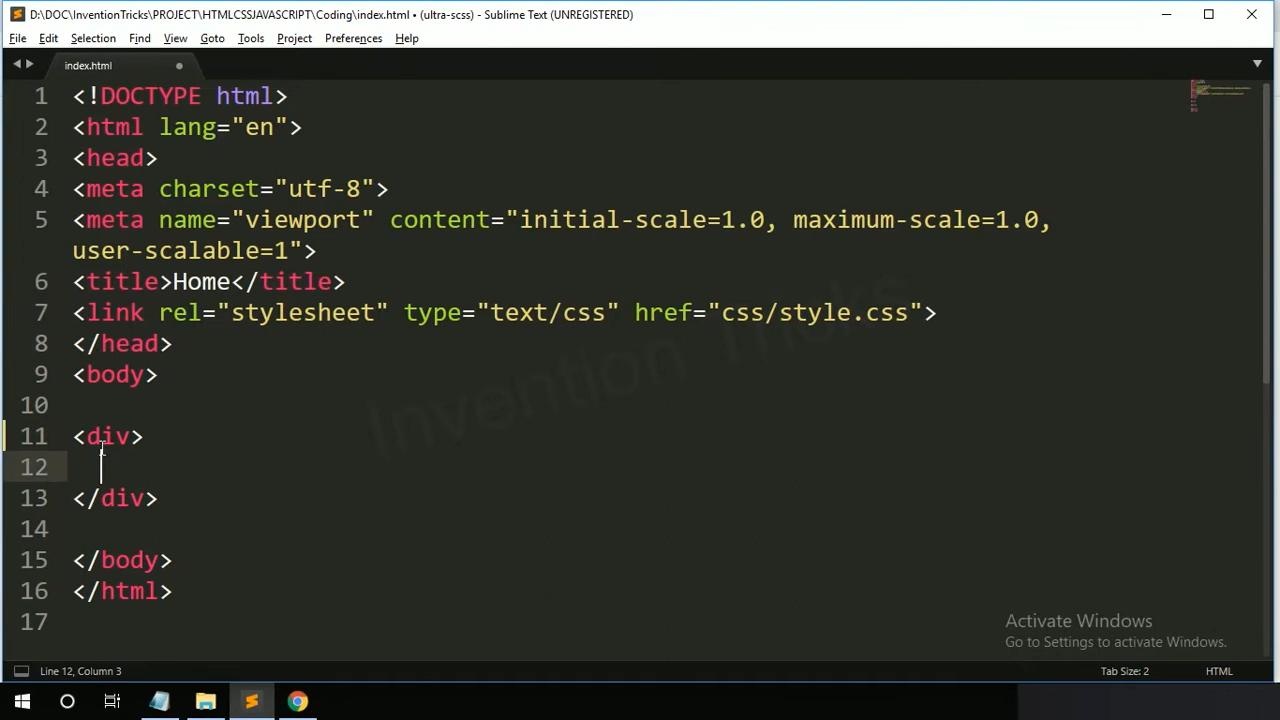 D:\DOC\InventionTricks\PROJECT\HTMLCSSJAVASCRIPT\Coding\index.html • (ultra-scss) - Sublime Text (UNREGISTERED)
File Edit Selection Find View Goto Tools Project Preferences Help
index.html
1 <!DOCTYPE html>
2 <html lang="en">
3 <head>
4 <meta charset="utf-8">
5 <meta name="viewport" content="initial-scale=1.0, maximum-scale=1.0,
user-scalable=1">
6 <title>Home</title>
7 <link rel="stylesheet" type="text/css" href="css/style.css">
8 </head>
9 <body>
10
11 <div>
12
13 </div>
14
15 </body>
16 </html>
17
Invention Tricks
Activate Windows
Go to Settings to activate Windows.
Line 12, Column 3 Tab Size: 2 HTML